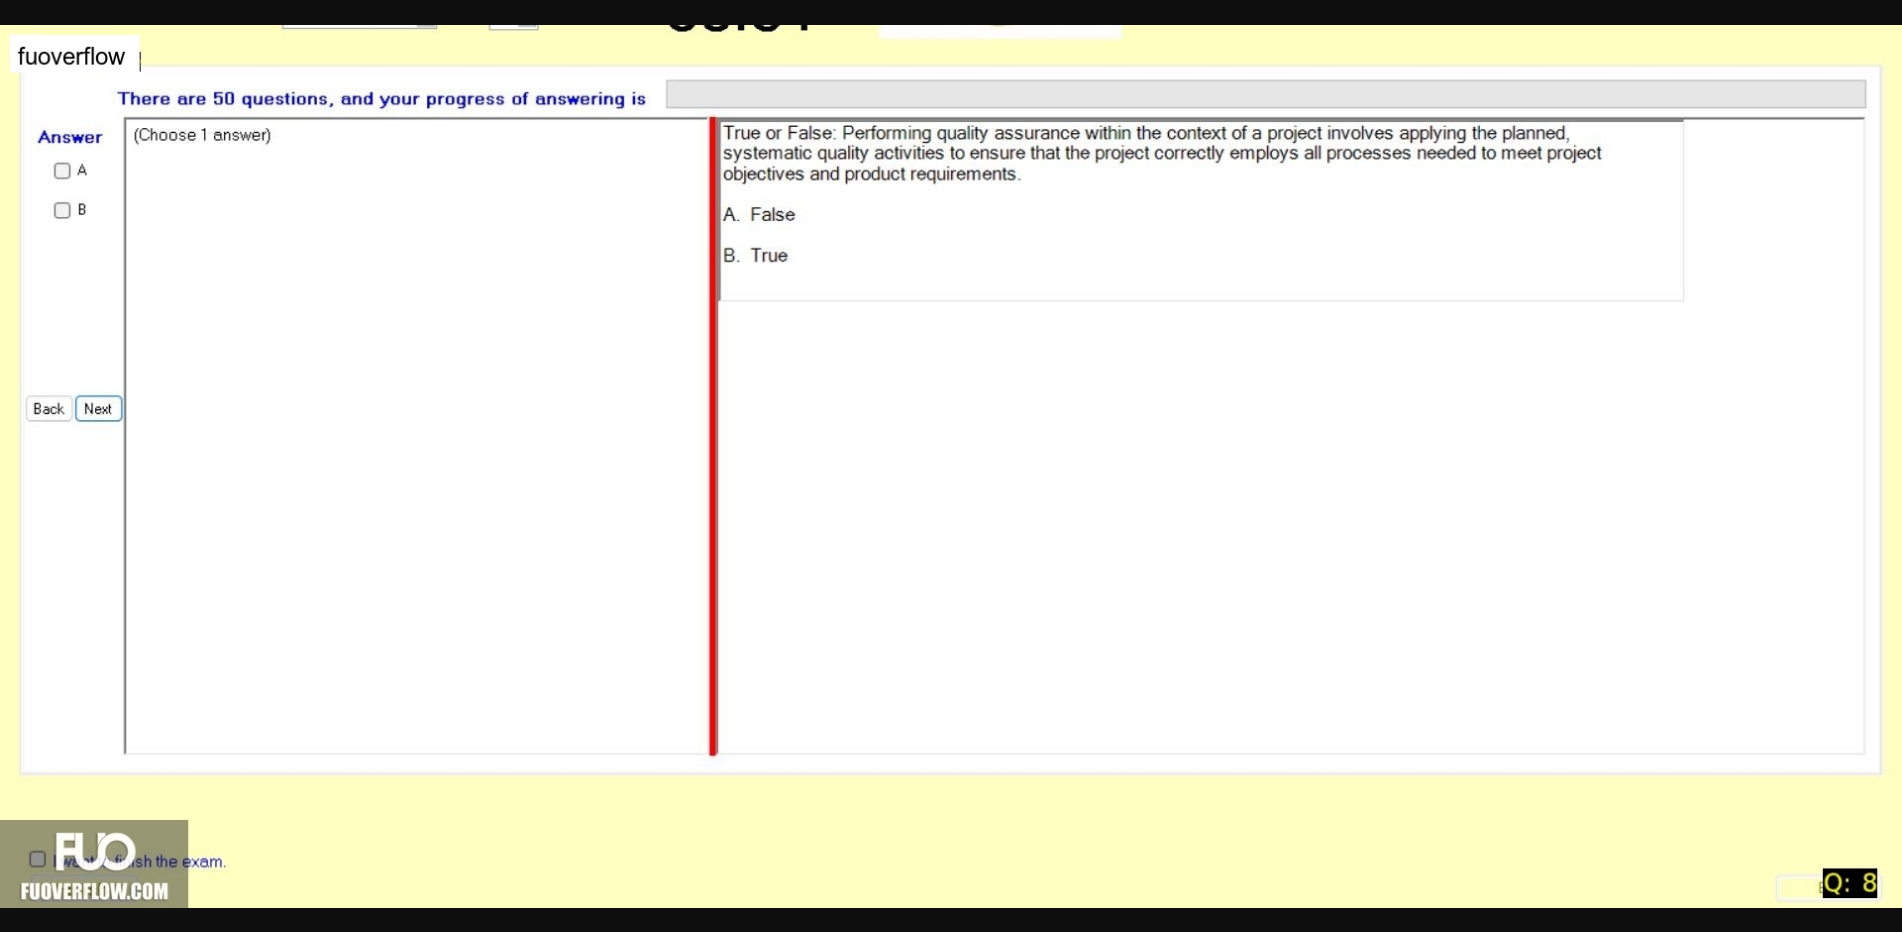 fuoverflow
There are 50 questions, and your progress of answering is
Answer
(Choose 1 answer)
A
B
Back Next
True or False: Performing quality assurance within the context of a project involves applying the planned,
systematic quality activities to ensure that the project correctly employs all processes needed to meet project
objectives and product requirements.
A. False
B. True
FUO
I want to finish the exam.
FUOVERFLOW.COM
Q: 8